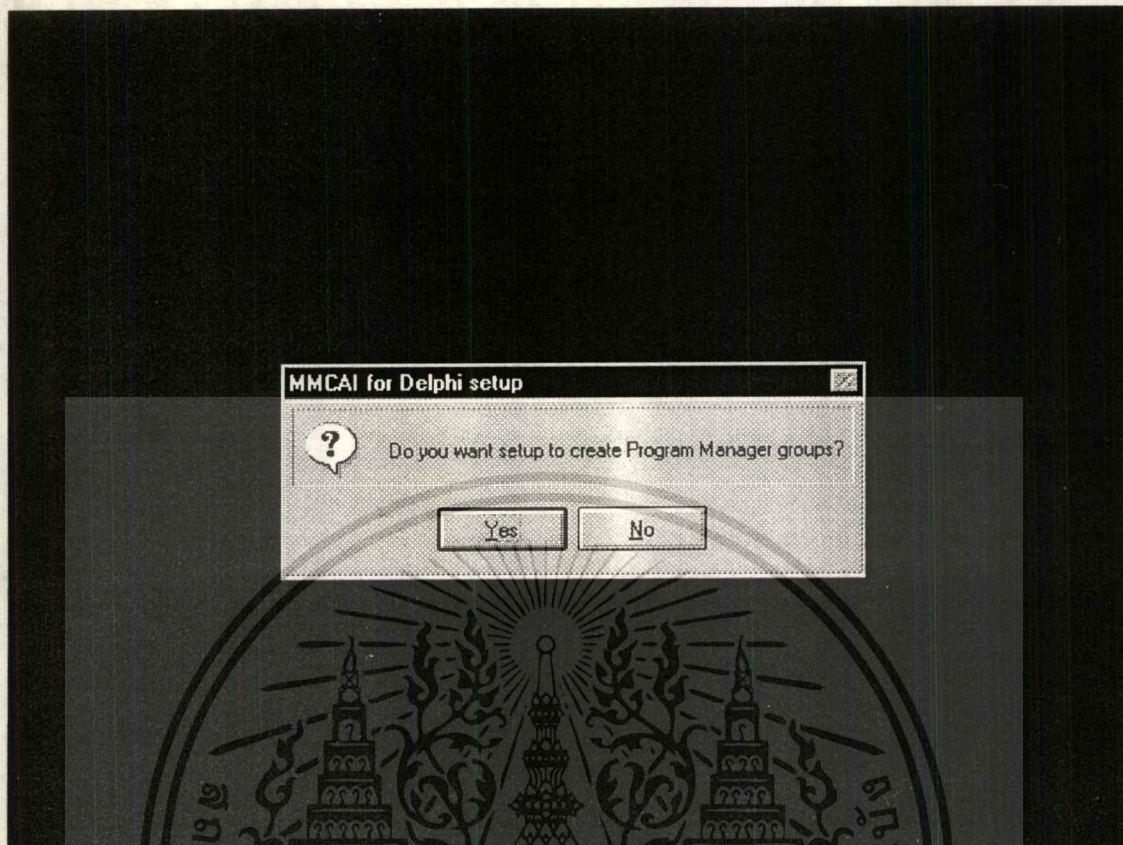 MMCAI for Delphi setup
Do you want setup to create Program Manager groups?
Yes
No